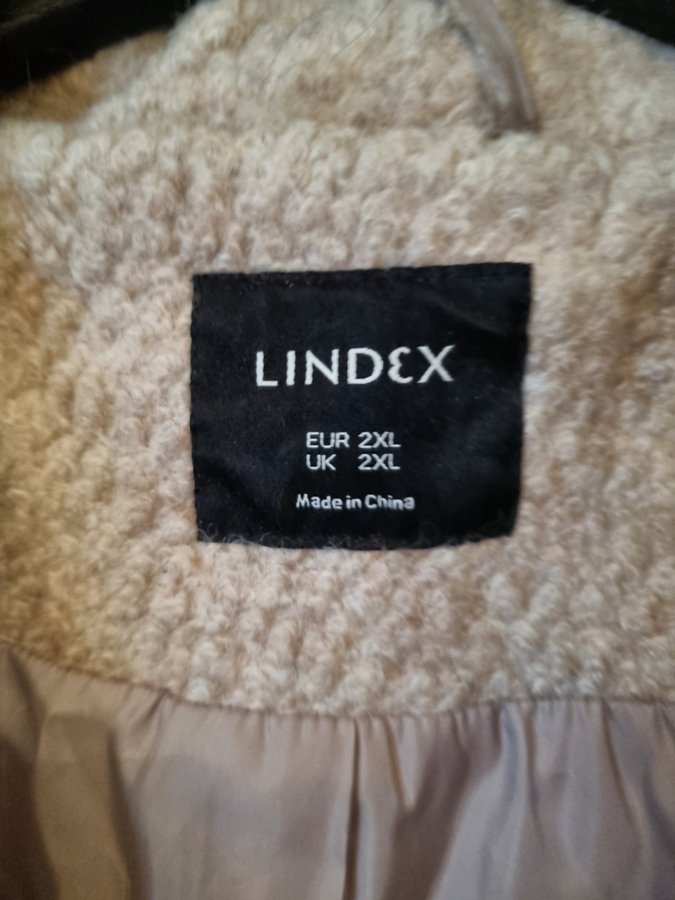 LINDEX
EUR 2XL
UK 2XL
Made in China